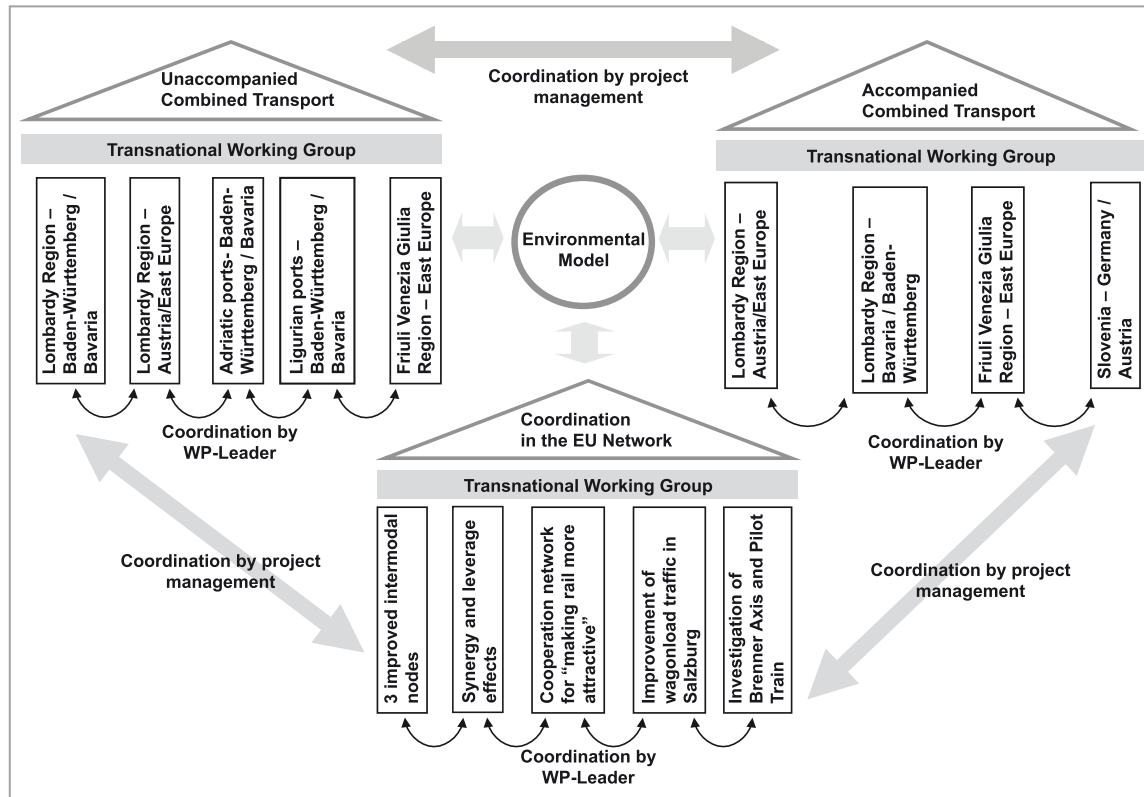 Unaccompanied
Combined Transport
Coordination by project
management
Accompanied
Combined Transport
Transnational Working Group
Lombardy Region –
Baden-Württemberg /
Bavaria
Lombardy Region –
Austria/East Europe
Adriatic ports- Baden-
Württemberg / Bavaria
Ligurian ports –
Baden-Württemberg /
Bavaria
Friuli Venezia Giulia
Region – East Europe
Coordination by
WP-Leader
Environmental
Model
Transnational Working Group
Lombardy Region –
Austria/East Europe
Lombardy Region –
Bavaria / Baden-
Württemberg
Friuli Venezia Giulia
Region – East Europe
Slovenia – Germany /
Austria
Coordination by
WP-Leader
Coordination
in the EU Network
Transnational Working Group
3 improved intermodal
nodes
Synergy and leverage
effects
Cooperation network
for “making rail more
attractive”
Improvement of
wagonload traffic in
Salzburg
Investigation of
Brenner Axis and Pilot
Train
Coordination by
WP-Leader
Coordination by project
management
Coordination by project
management